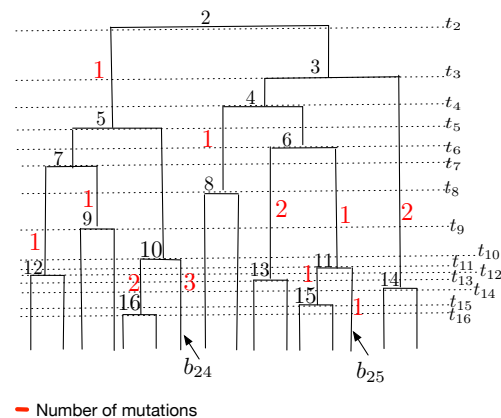 2
t₂
1
3
t₃
4
t₄
5
t₅
1
6
t₆
7
t₇
8
t₈
1
2
1
2
9
t₉
1
10
t₁₀
12
11
t₁₁
t₁₂
13
1
t₁₃
2
3
14
t₁₄
16
15
1
t₁₅
t₁₆
b₂₄
b₂₅
Number of mutations